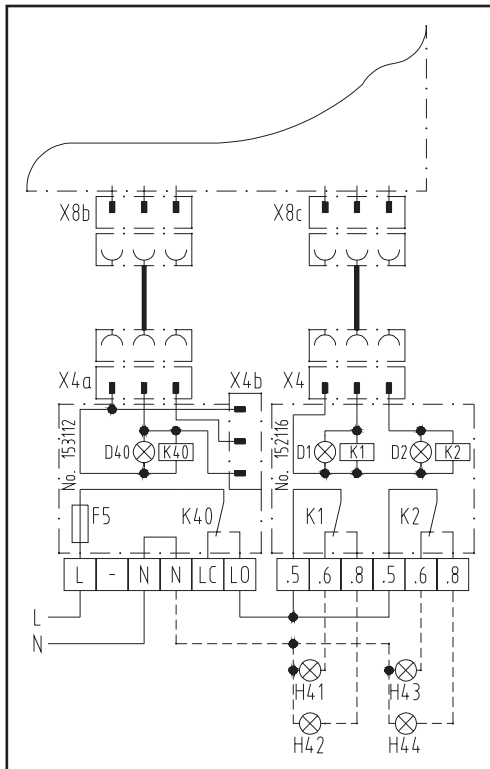 X8b X8c
X4a X4b X4
No. 153112 D40 K40 No. 152116 D1 K1 D2 K2
F5 K40 K1 K2
L - N N LC LO .5 .6 .8 .5 .6 .8
L
N
H41 H43
H42 H44